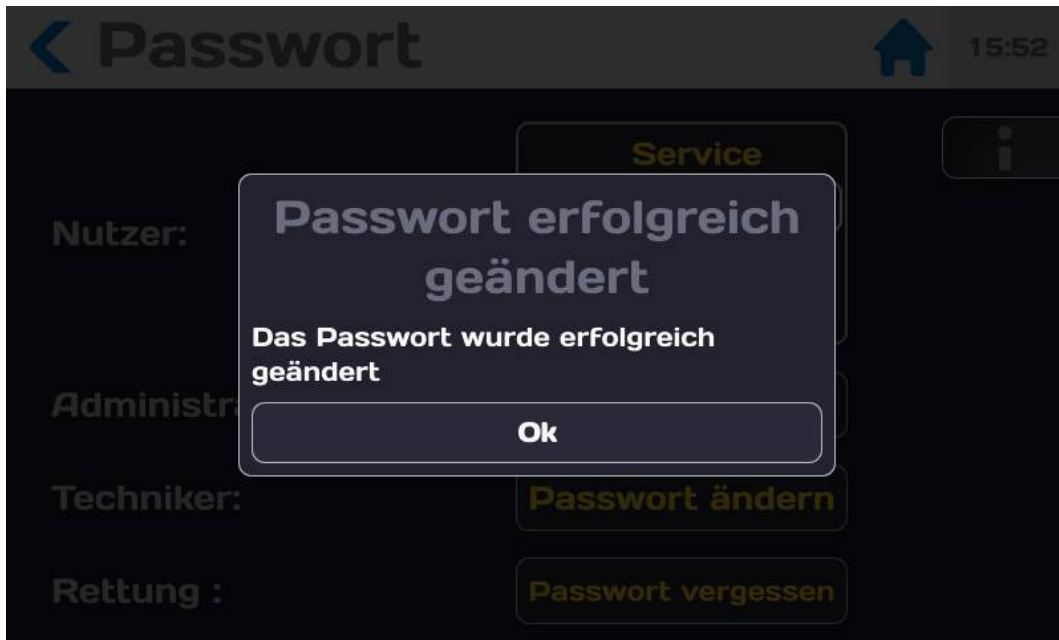 Passwort
15:52
Service
Nutzer:
Passwort erfolgreich
geändert
Das Passwort wurde erfolgreich
geändert
Ok
Techniker:
Passwort ändern
Rettung :
Passwort vergessen